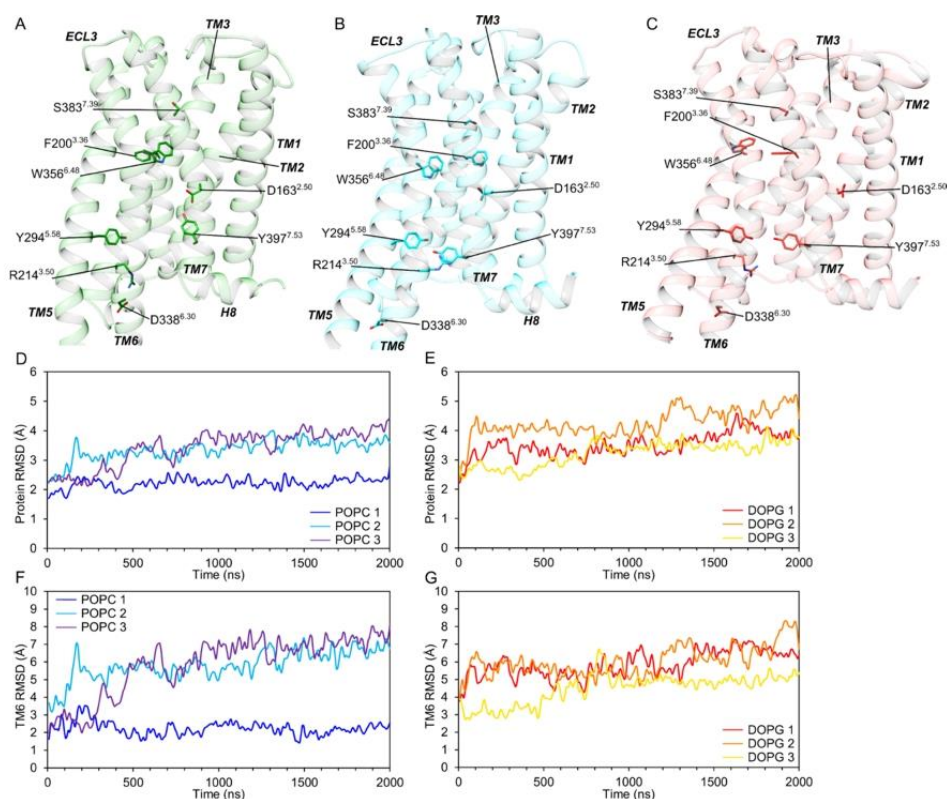 A
B
C
ECL3
TM3
S383^7.39
F200^3.36
W356^6.48
TM1
TM2
D163^2.50
Y294^5.58
Y397^7.53
R214^3.50
TM7
TM5
H8
D338^6.30
TM6
ECL3
TM3
TM2
S383^7.39
F200^3.36
TM1
W356^6.48
D163^2.50
Y294^5.58
Y397^7.53
R214^3.50
TM7
TM5
H8
D338^6.30
TM6
ECL3
TM3
S383^7.39
TM2
F200^3.36
TM1
W356^6.48
D163^2.50
Y294^5.58
Y397^7.53
R214^3.50
TM7
TM5
H8
D338^6.30
TM6
D
Protein RMSD (Å)
6
5
4
3
2
1
0
POPC 1
POPC 2
POPC 3
0 500 1000 1500 2000
Time (ns)
E
Protein RMSD (Å)
6
5
4
3
2
1
0
DOPG 1
DOPG 2
DOPG 3
0 500 1000 1500 2000
Time (ns)
F
TM6 RMSD (Å)
10
9
8
7
6
5
4
3
2
1
0
POPC 1
POPC 2
POPC 3
0 500 1000 1500 2000
Time (ns)
G
TM6 RMSD (Å)
10
9
8
7
6
5
4
3
2
1
0
DOPG 1
DOPG 2
DOPG 3
0 500 1000 1500 2000
Time (ns)